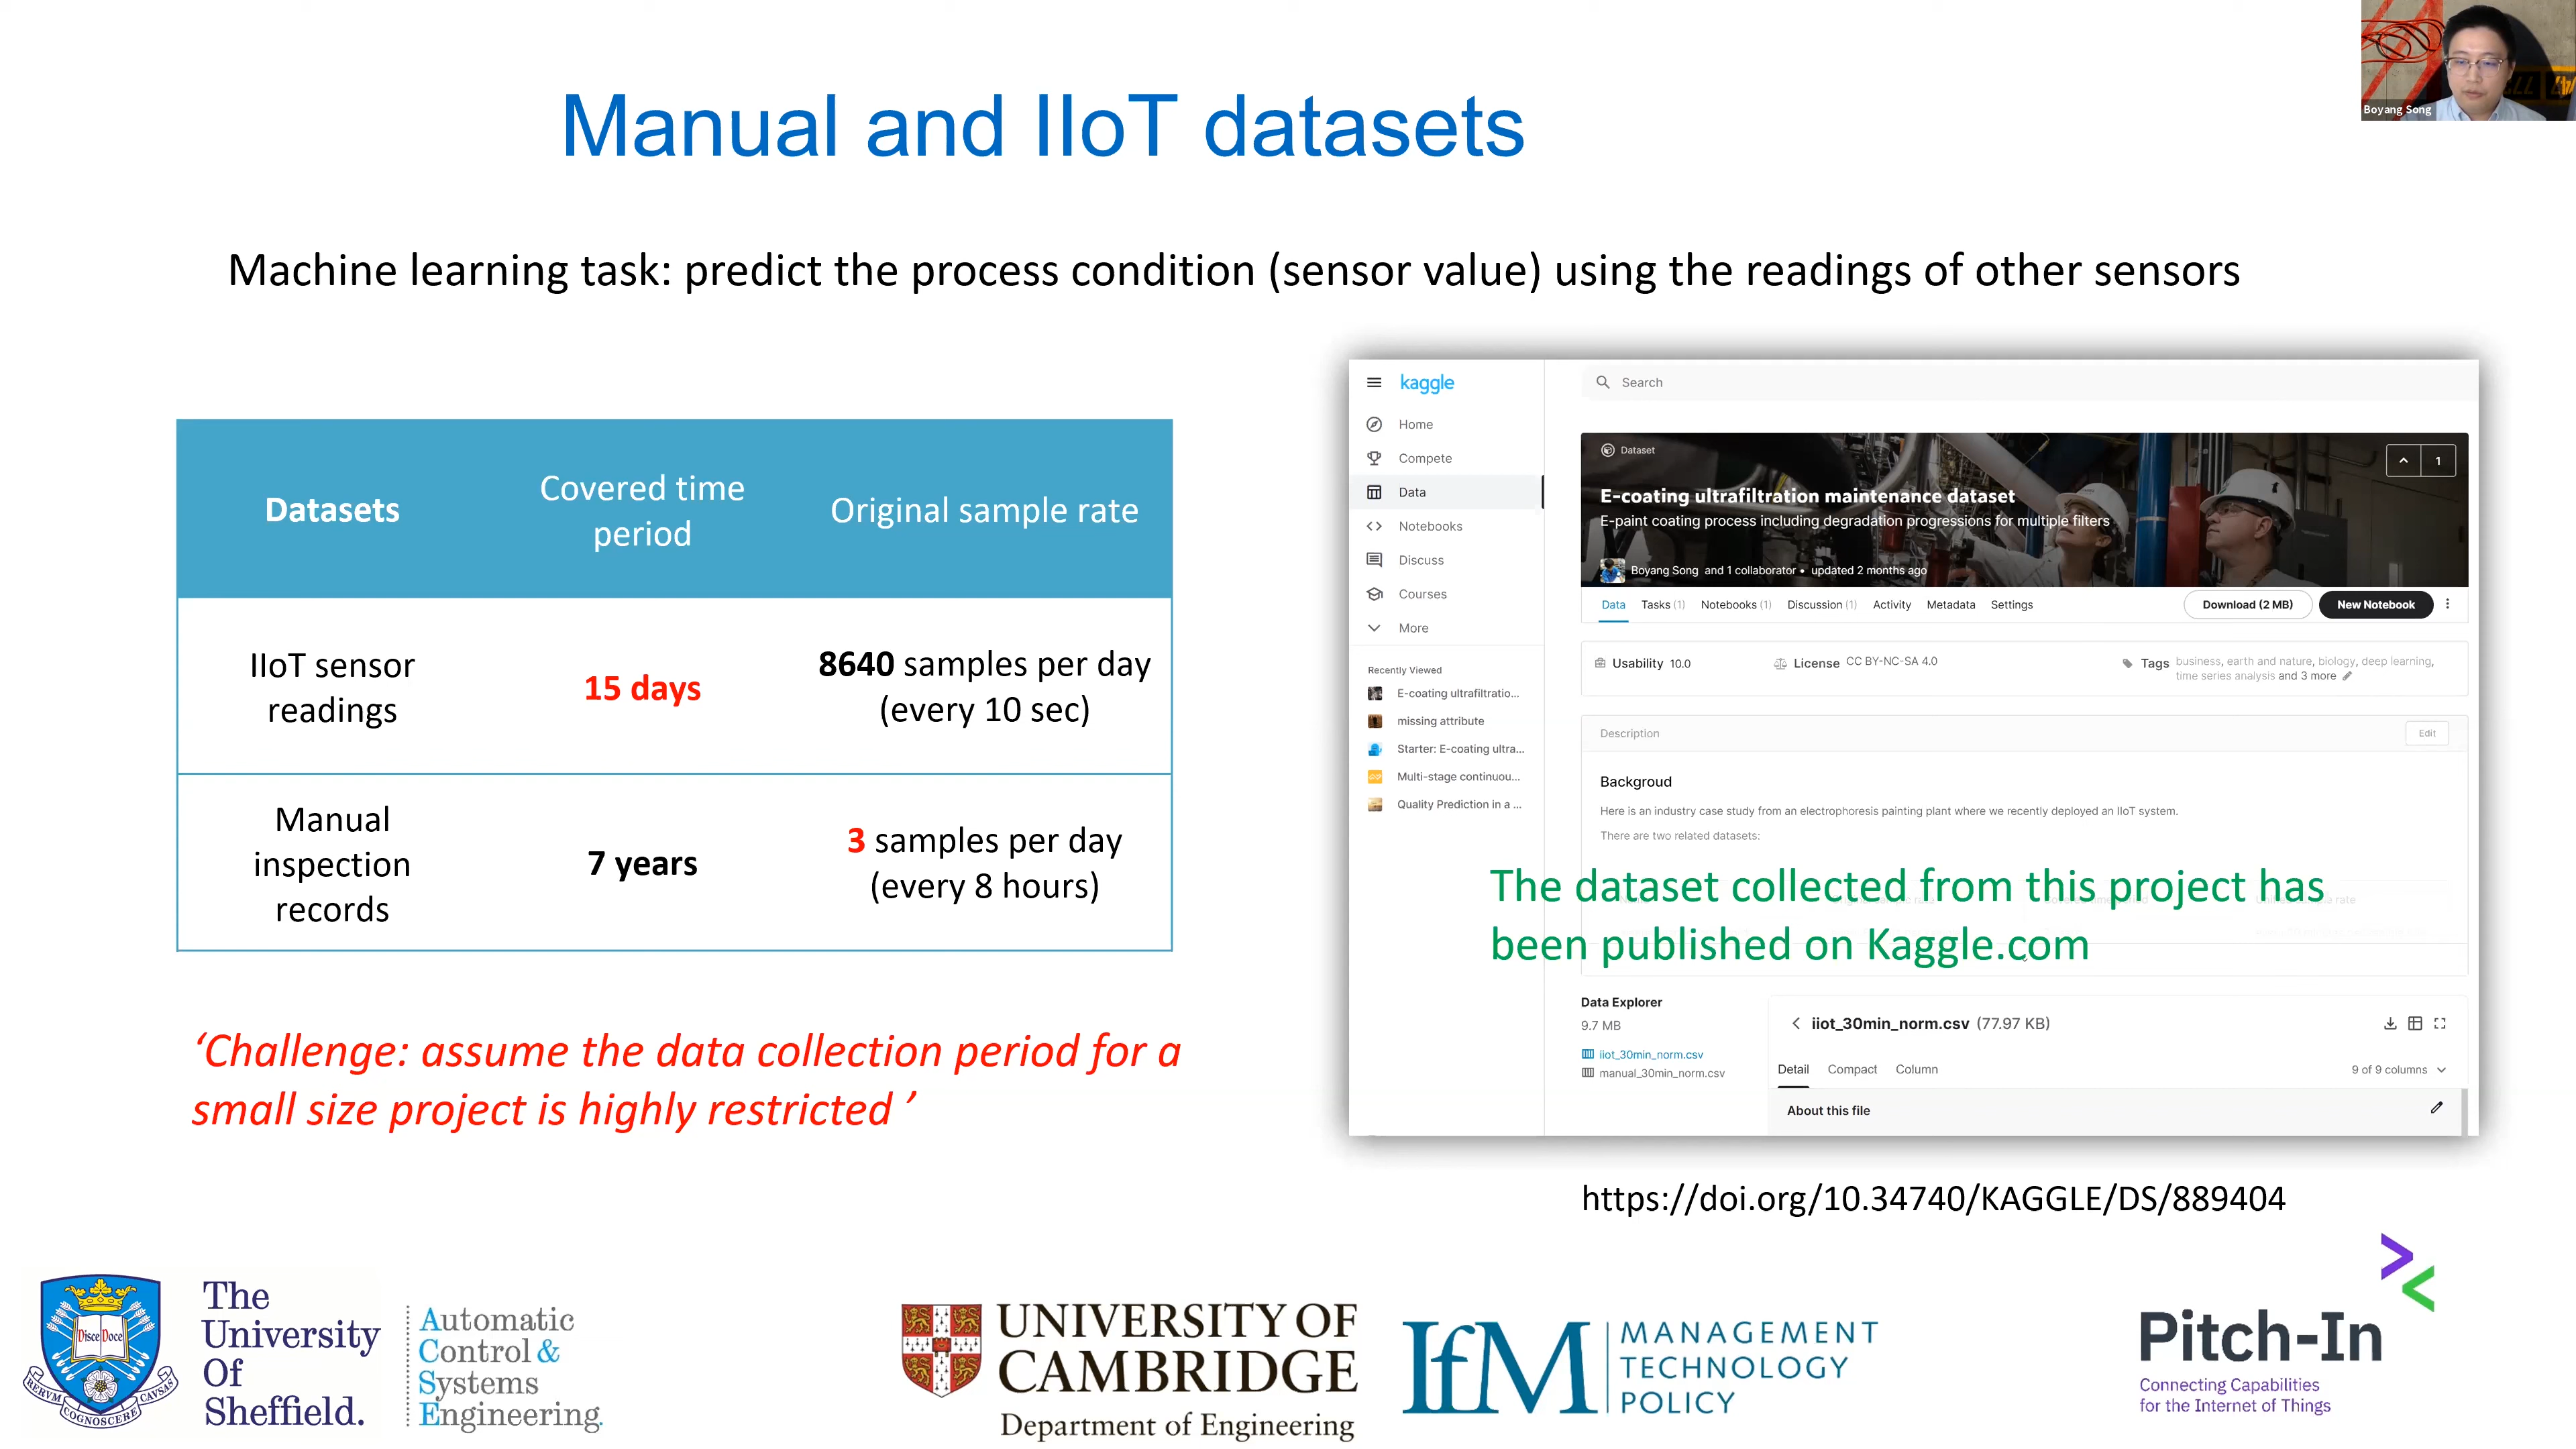 Boyang Song
Manual and IIoT datasets
Machine learning task: predict the process condition (sensor value) using the readings of other sensors
Datasets
Covered time
period
Original sample rate
IIoT sensor
readings
15 days
8640 samples per day
(every 10 sec)
Manual
inspection
records
7 years
3 samples per day
(every 8 hours)
‘Challenge: assume the data collection period for a
small size project is highly restricted ’
kaggle
Home
Compete
Data
Notebooks
Discuss
Courses
More
Recently Viewed
E-coating ultrafiltratio...
missing attribute
Starter: E-coating ultra...
Multi-stage continuou...
Quality Prediction in a ...
Search
Dataset
1
E-coating ultrafiltration maintenance dataset
E-paint coating process including degradation progressions for multiple filters
Boyang Song and 1 collaborator • updated 2 months ago
Data Tasks (1) Notebooks (1) Discussion (1) Activity Metadata Settings Download (2 MB) New Notebook
Usability 10.0 License CC BY-NC-SA 4.0 Tags business, earth and nature, biology, deep learning,
time series analysis and 3 more
Description Edit
Backgroud
Here is an industry case study from an electrophoresis painting plant where we recently deployed an IIoT system.
There are two related datasets:
The dataset collected from this project has
been published on Kaggle.com
Data Explorer
9.7 MB
iiot_30min_norm.csv
manual_30min_norm.csv
iiot_30min_norm.csv (77.97 KB)
Detail Compact Column 9 of 9 columns
About this file
https://doi.org/10.34740/KAGGLE/DS/889404
Disce Doce
RERVM COGNOSCERE CAVSAS
The
University
Of
Sheffield.
Automatic
Control &
Systems
Engineering.
UNIVERSITY OF
CAMBRIDGE
Department of Engineering
IfM
MANAGEMENT
TECHNOLOGY
POLICY
Pitch-In
Connecting Capabilities
for the Internet of Things